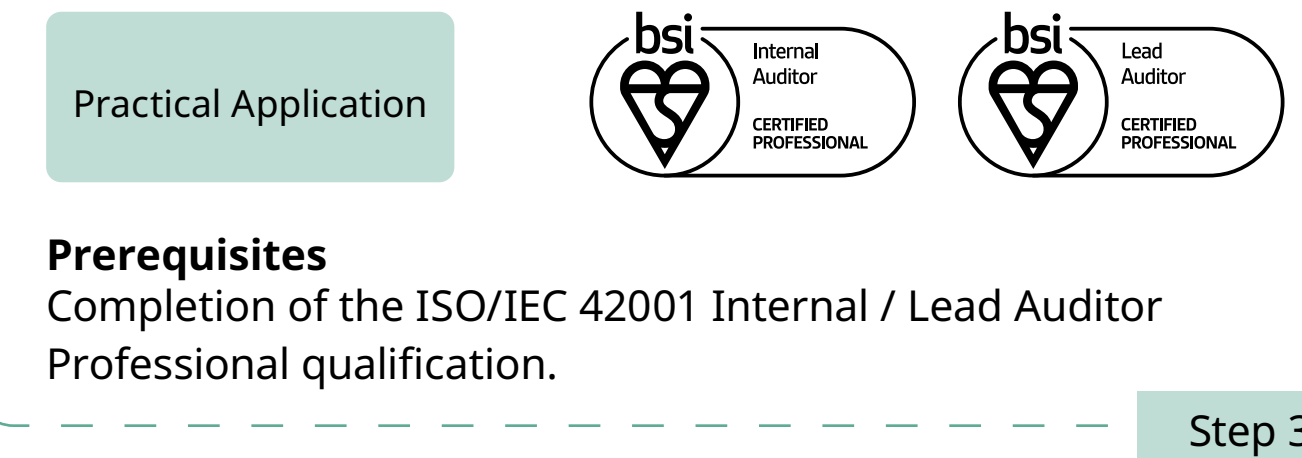 Practical Application
bsi
Internal
Auditor
CERTIFIED
PROFESSIONAL
bsi
Lead
Auditor
CERTIFIED
PROFESSIONAL
Prerequisites
Completion of the ISO/IEC 42001 Internal / Lead Auditor
Professional qualification.
Step 3